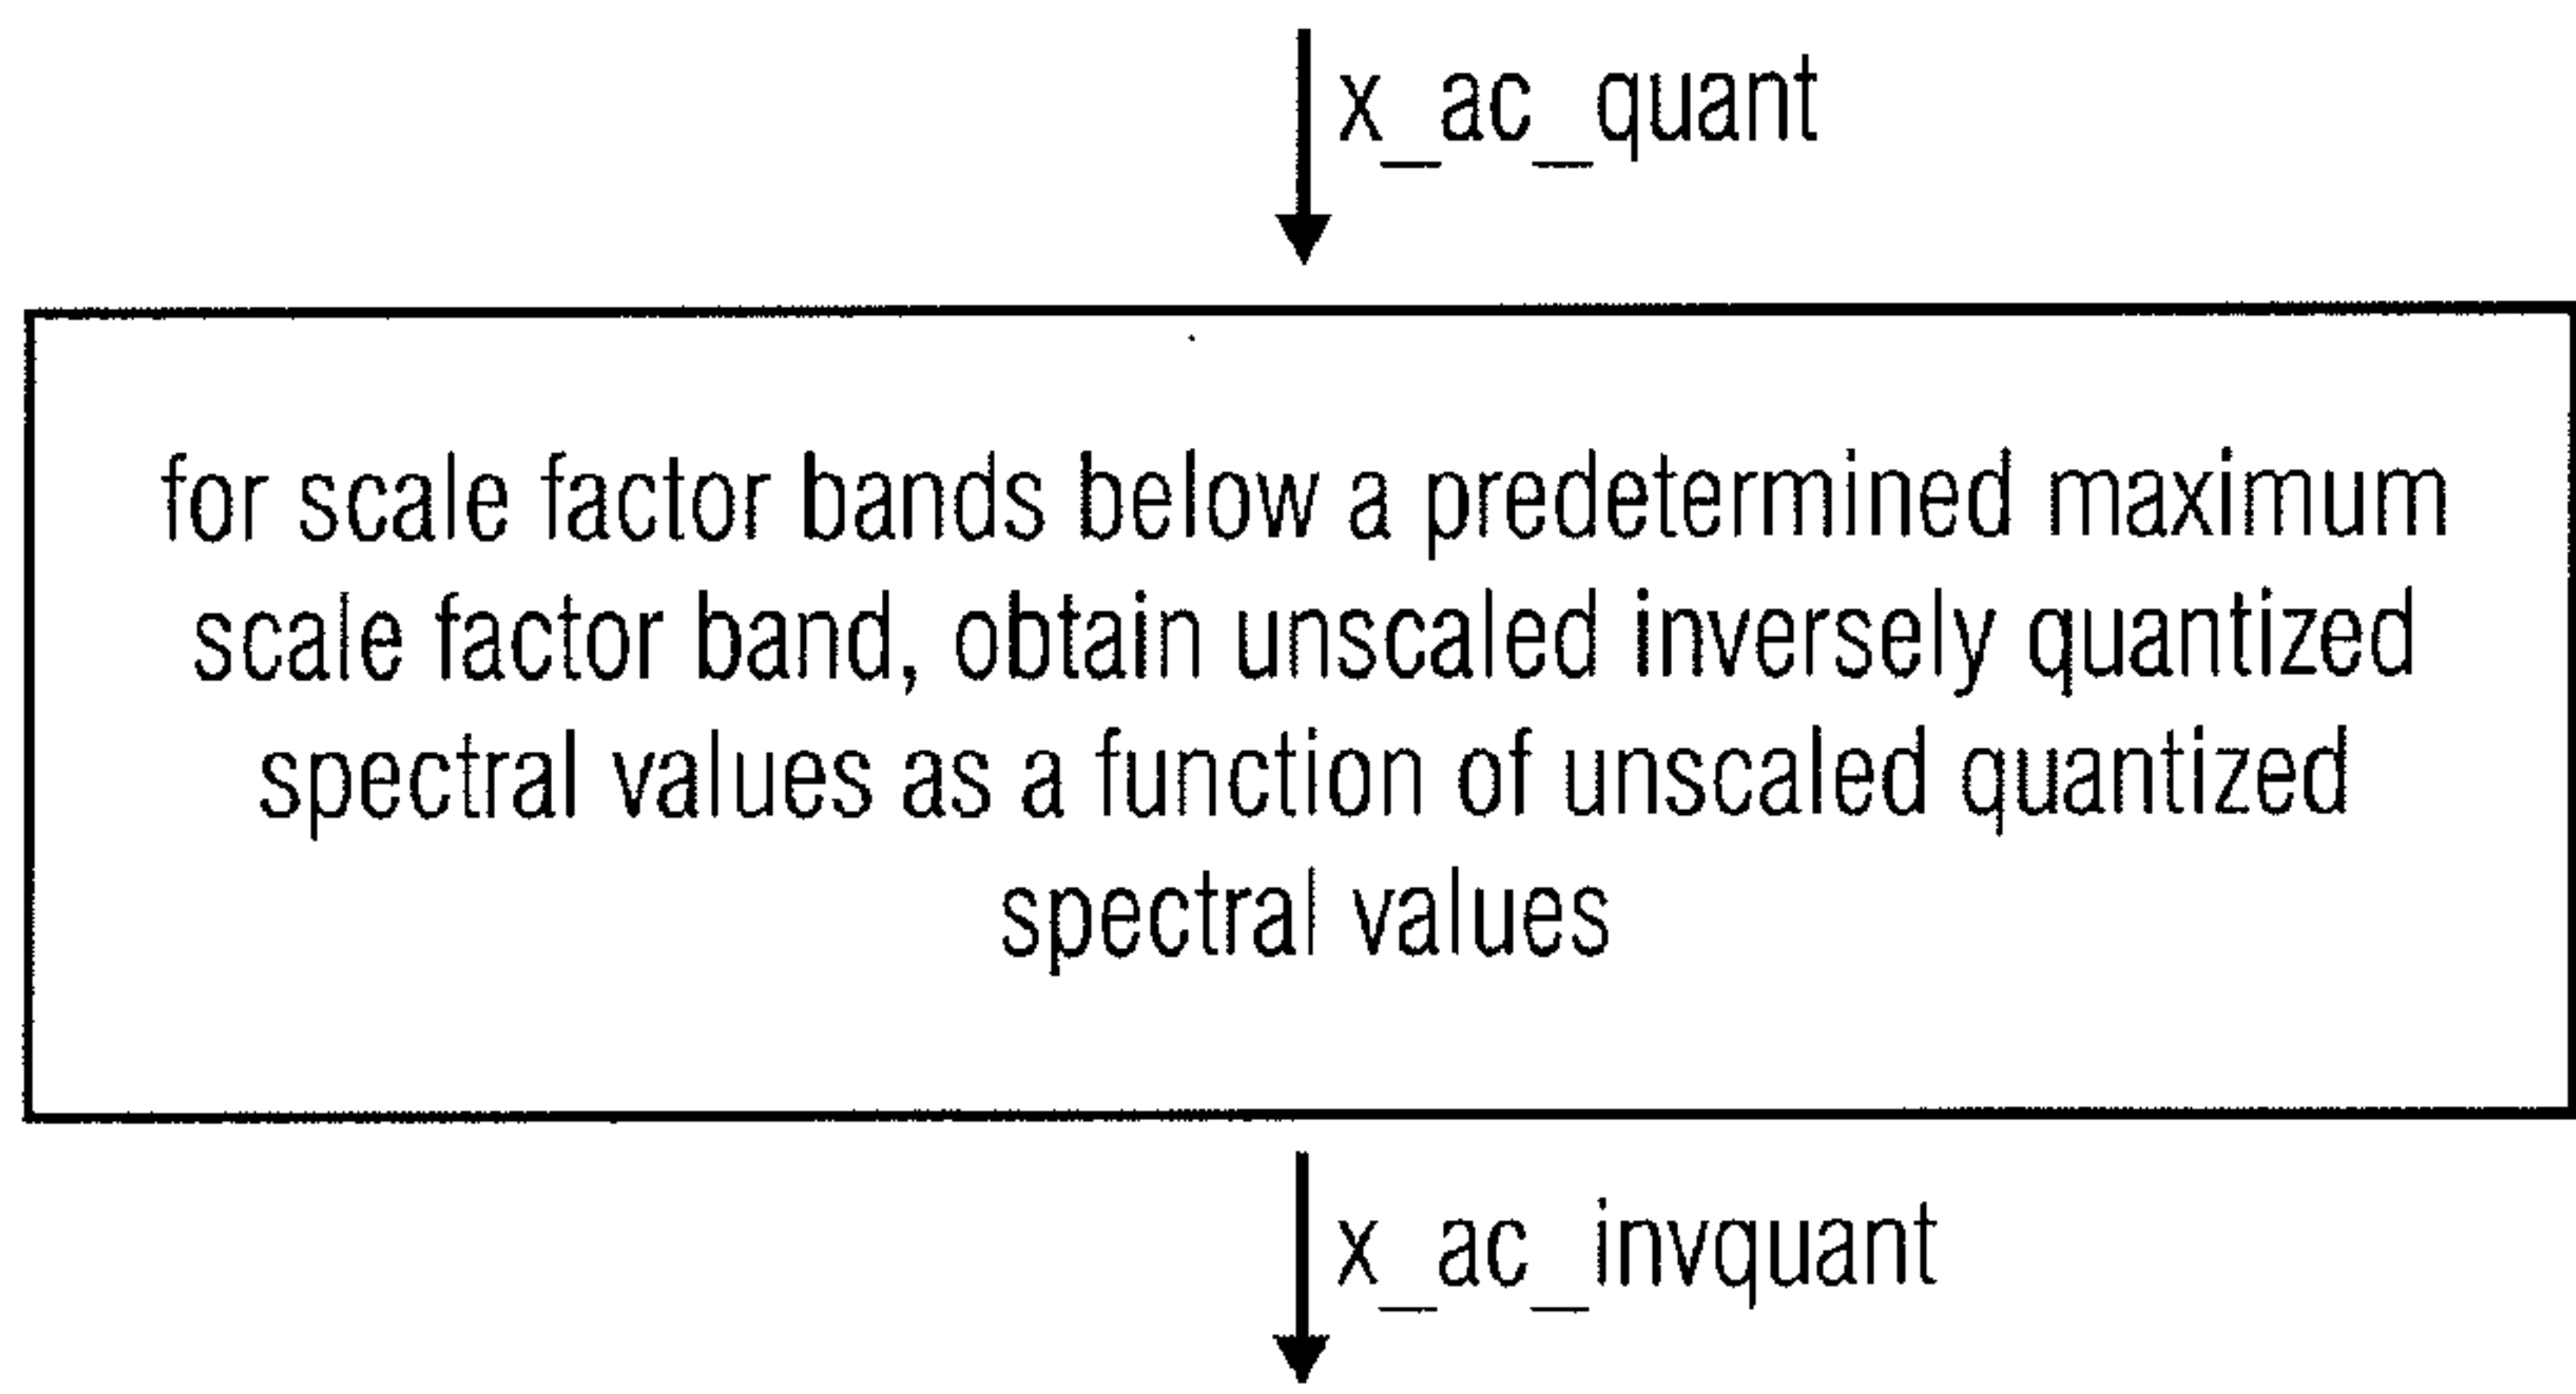 x_ac_quant
for scale factor bands below a predetermined maximum
scale factor band, obtain unscaled inversely quantized
spectral values as a function of unscaled quantized
spectral values
x_ac_invquant